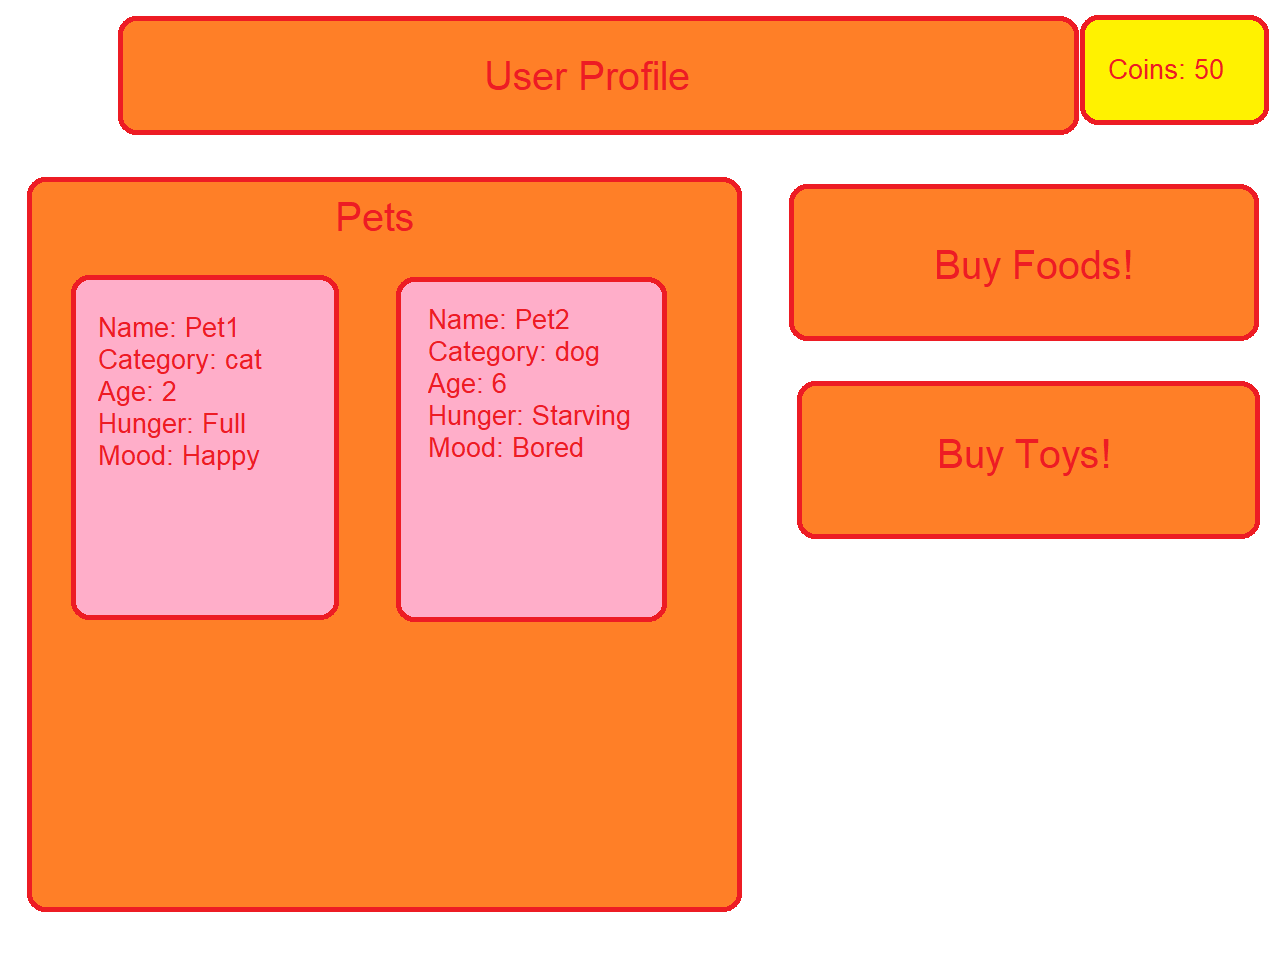 User Profile
Coins: 50
Pets
Name: Pet1
Category: cat
Age: 2
Hunger: Full
Mood: Happy
Name: Pet2
Category: dog
Age: 6
Hunger: Starving
Mood: Bored
Buy Foods!
Buy Toys!